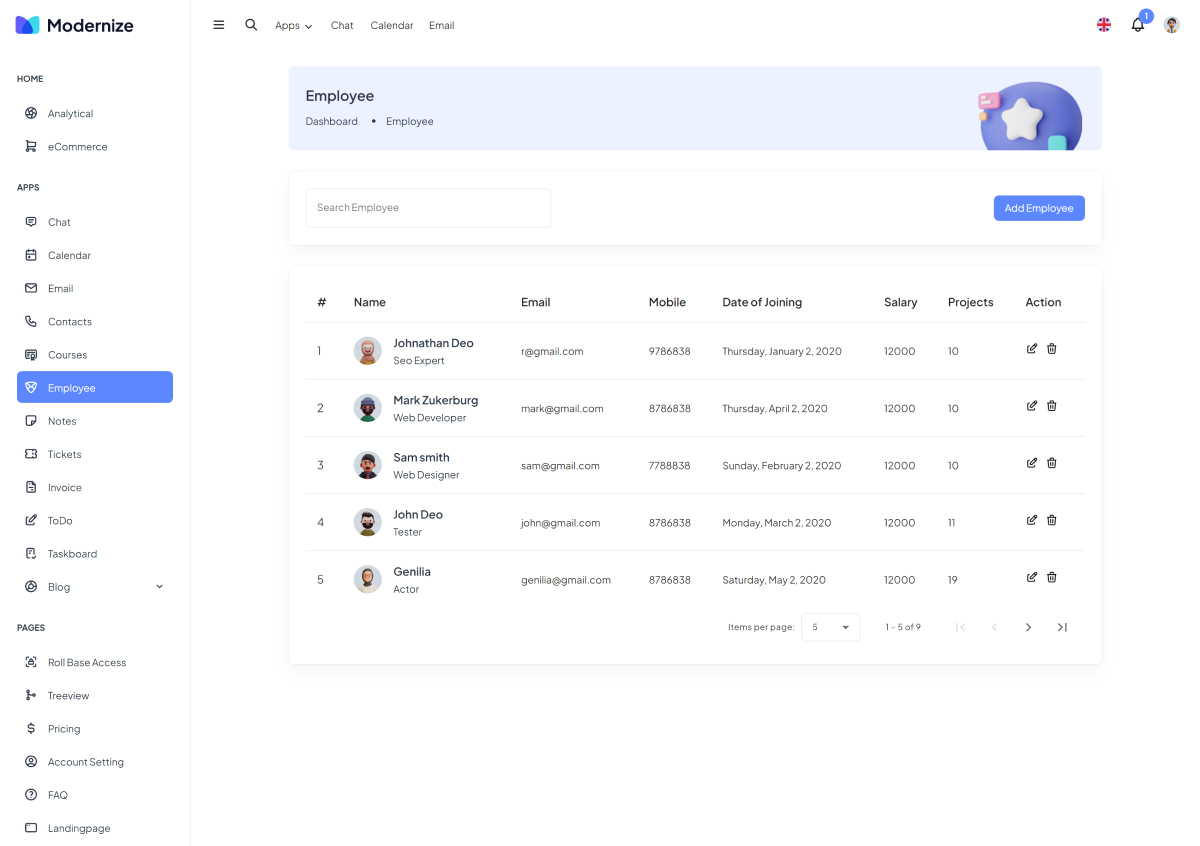 Modernize
Apps Chat Calendar Email
1
HOME
Analytical
eCommerce
APPS
Chat
Calendar
Email
Contacts
Courses
Employee
Notes
Tickets
Invoice
ToDo
Taskboard
Blog
PAGES
Roll Base Access
Treeview
Pricing
Account Setting
FAQ
Landingpage
Employee
Dashboard • Employee
Search Employee
Add Employee
# Name Email Mobile Date of Joining Salary Projects Action
1 Johnathan Deo r@gmail.com 9786838 Thursday, January 2, 2020 12000 10
Seo Expert
2 Mark Zukerburg mark@gmail.com 8786838 Thursday, April 2, 2020 12000 10
Web Developer
3 Sam smith sam@gmail.com 7788838 Sunday, February 2, 2020 12000 10
Web Designer
4 John Deo john@gmail.com 8786838 Monday, March 2, 2020 12000 11
Tester
5 Genilia genilia@gmail.com 8786838 Saturday, May 2, 2020 12000 19
Actor
Items per page: 5 1 – 5 of 9